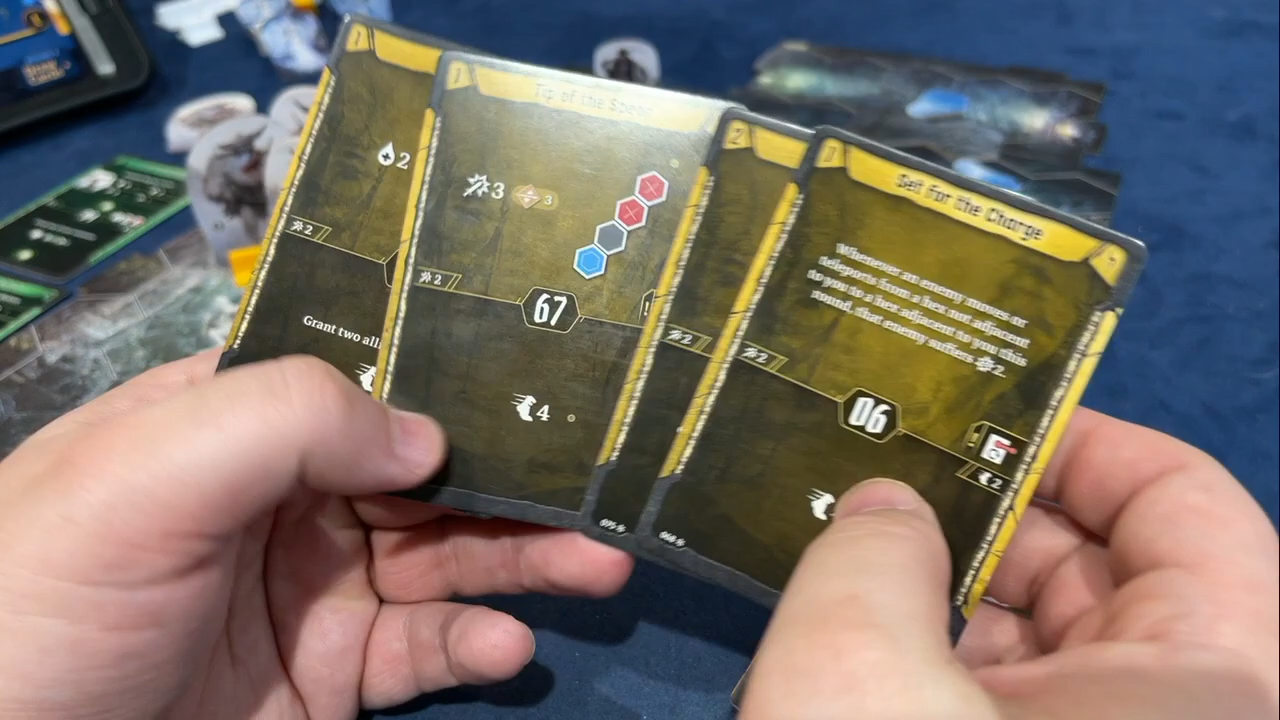 1
2
2
Grant two all
1
Tip of the Spear
3
3
2
67
!
4
2
2
1
Set for the Charge
Whenever an enemy moves or
teleports from a hex not adjacent
to you to a hex adjacent to you this
round, that enemy suffers 2.
2
06
2